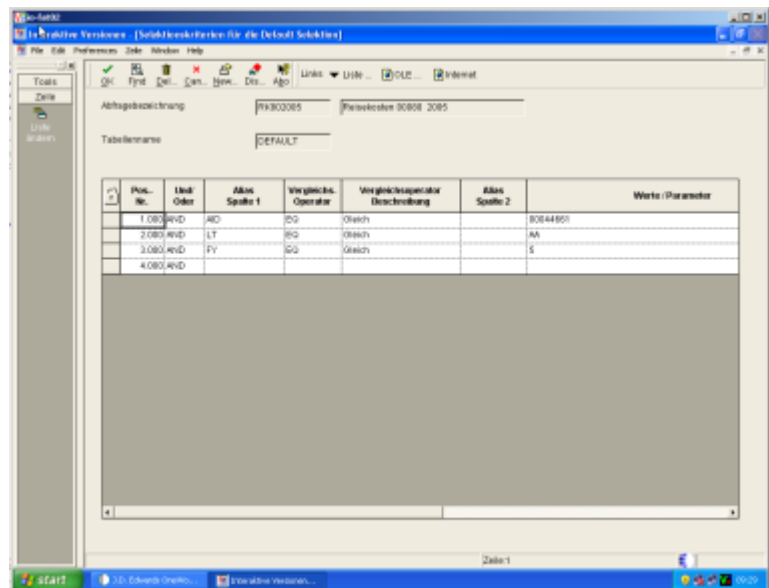 Interaktive Versionen - [Selektionskriterien für die Default Selektion]
File Edit Preferences Zeile Window Help
OK Find Del... Can... New... Dis... Abo Links Liste ... OLE ... Internet
Tools
Zeile
Liste
ändern
Abfragebezeichnung Reisekosten 00080 2005
Tabellenname DEFAULT
Pos.. Nr. Und/ Oder Alias Spalte 1 Vergleichs. Operator Vergleichsoperator Beschreibung Alias Spalte 2 Werte / Parameter
1.000 AND AID EQ Gleich
2.000 AND LT EQ Gleich AA
3.000 AND FY EQ Gleich 5
4.000 AND
Zeile:1
start J.D. Edwards OneWo... Interaktive Versionen... 09:29